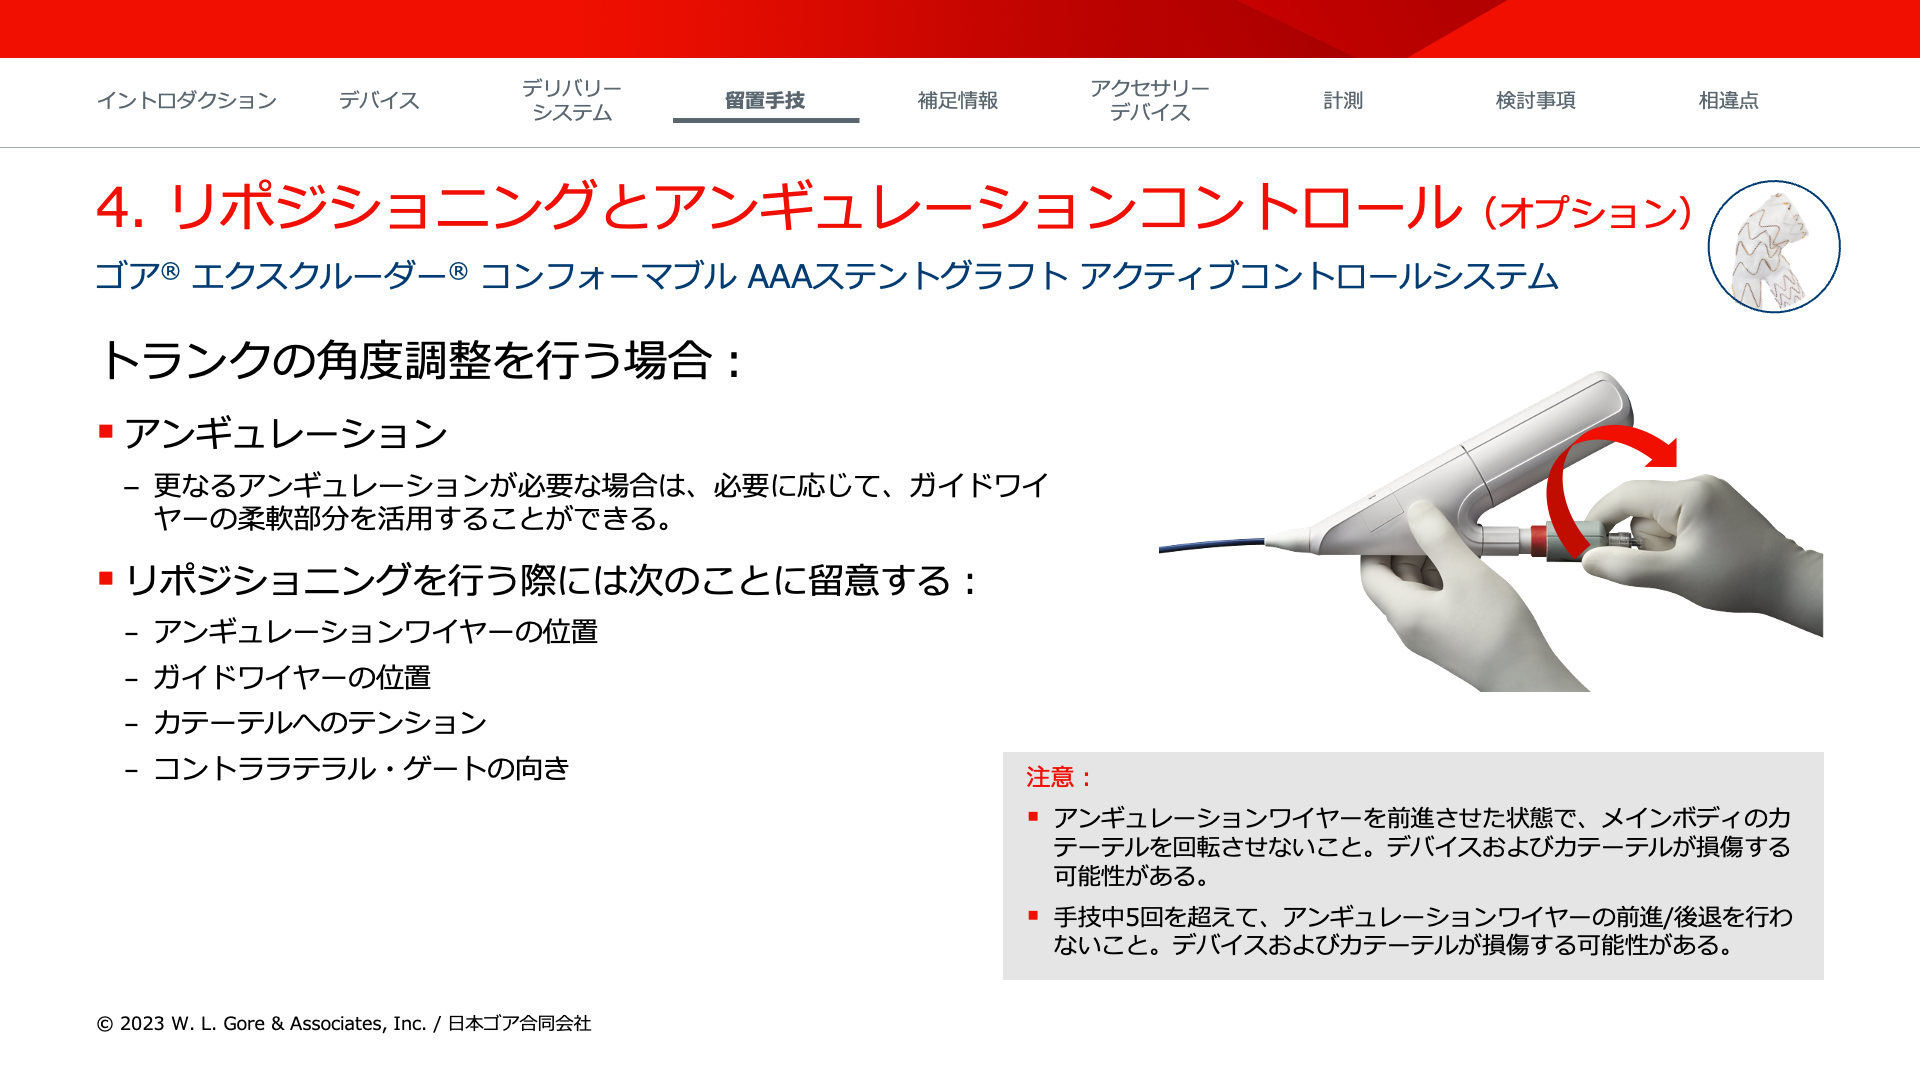 イントロダクション
デバイス
デリバリー
システム
留置手技
補足情報
アクセサリー
デバイス
計測
検討事項
相違点
4. リポジショニングとアンギュレーションコントロール（オプション）
ゴア® エクスクルーダー® コンフォーマブル AAAステントグラフト アクティブコントロールシステム
トランクの角度調整を行う場合：
▪ アンギュレーション
– 更なるアンギュレーションが必要な場合は、必要に応じて、ガイドワイ
ヤーの柔軟部分を活用することができる。
▪ リポジショニングを行う際には次のことに留意する：
– アンギュレーションワイヤーの位置
– ガイドワイヤーの位置
– カテーテルへのテンション
– コントララテラル・ゲートの向き
注意：
▪ アンギュレーションワイヤーを前進させた状態で、メインボディのカ
テーテルを回転させないこと。デバイスおよびカテーテルが損傷する
可能性がある。
▪ 手技中5回を超えて、アンギュレーションワイヤーの前進/後退を行わ
ないこと。デバイスおよびカテーテルが損傷する可能性がある。
© 2023 W. L. Gore & Associates, Inc. / 日本ゴア合同会社